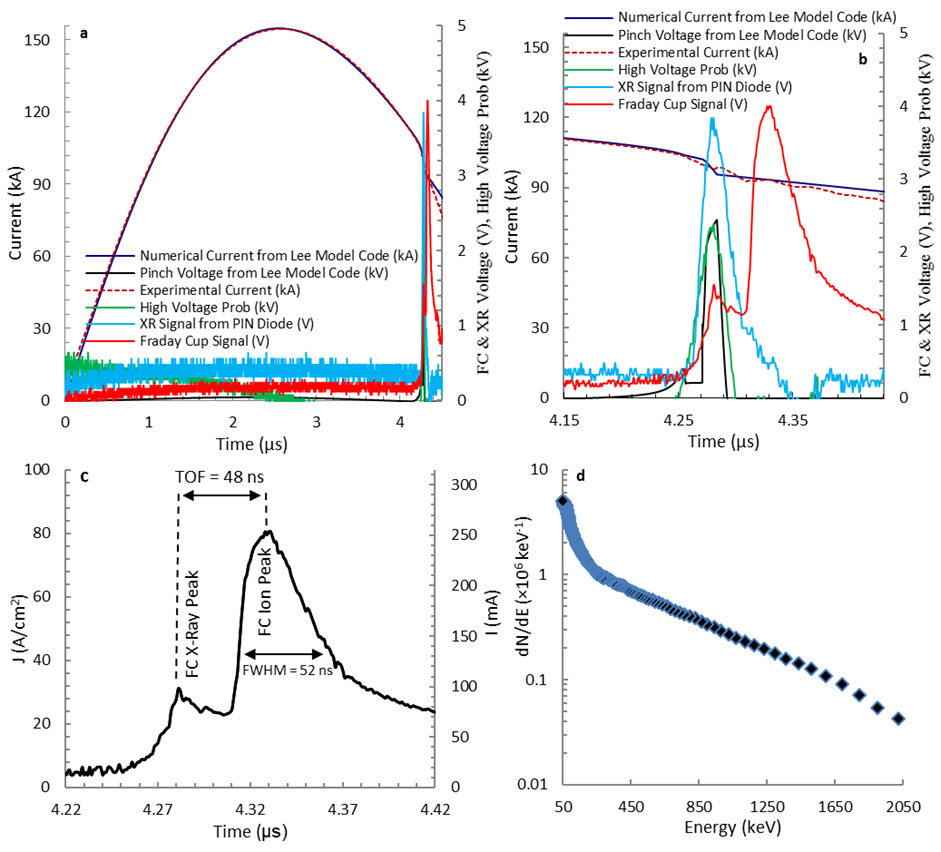 a
150
120
90
60
30
0
Current (kA)
5
4
3
2
1
0
FC & XR Voltage (V), High Voltage Prob (kV)
Numerical Current from Lee Model Code (kA)
Pinch Voltage from Lee Model Code (kV)
Experimental Current (kA)
High Voltage Prob (kV)
XR Signal from PIN Diode (V)
Fraday Cup Signal (V)
0 1 2 3 4
Time (μs)
Numerical Current from Lee Model Code (kA)
Pinch Voltage from Lee Model Code (kV)
Experimental Current (kA)
High Voltage Prob (kV)
XR Signal from PIN Diode (V)
Fraday Cup Signal (V)
b
150
120
90
60
30
0
Current (kA)
5
4
3
2
1
0
FC & XR Voltage (V), High Voltage Prob (kV)
4.15 4.25 4.35
Time (μs)
c
TOF = 48 ns
100
80
60
40
20
0
J (A/cm²)
FC X-Ray Peak
FC Ion Peak
FWHM = 52 ns
300
250
200
150
100
50
0
I (mA)
4.22 4.27 4.32 4.37 4.42
Time (μs)
d
10
1
0.1
0.01
dN/dE (×10⁶ keV⁻¹)
50 450 850 1250 1650 2050
Energy (keV)